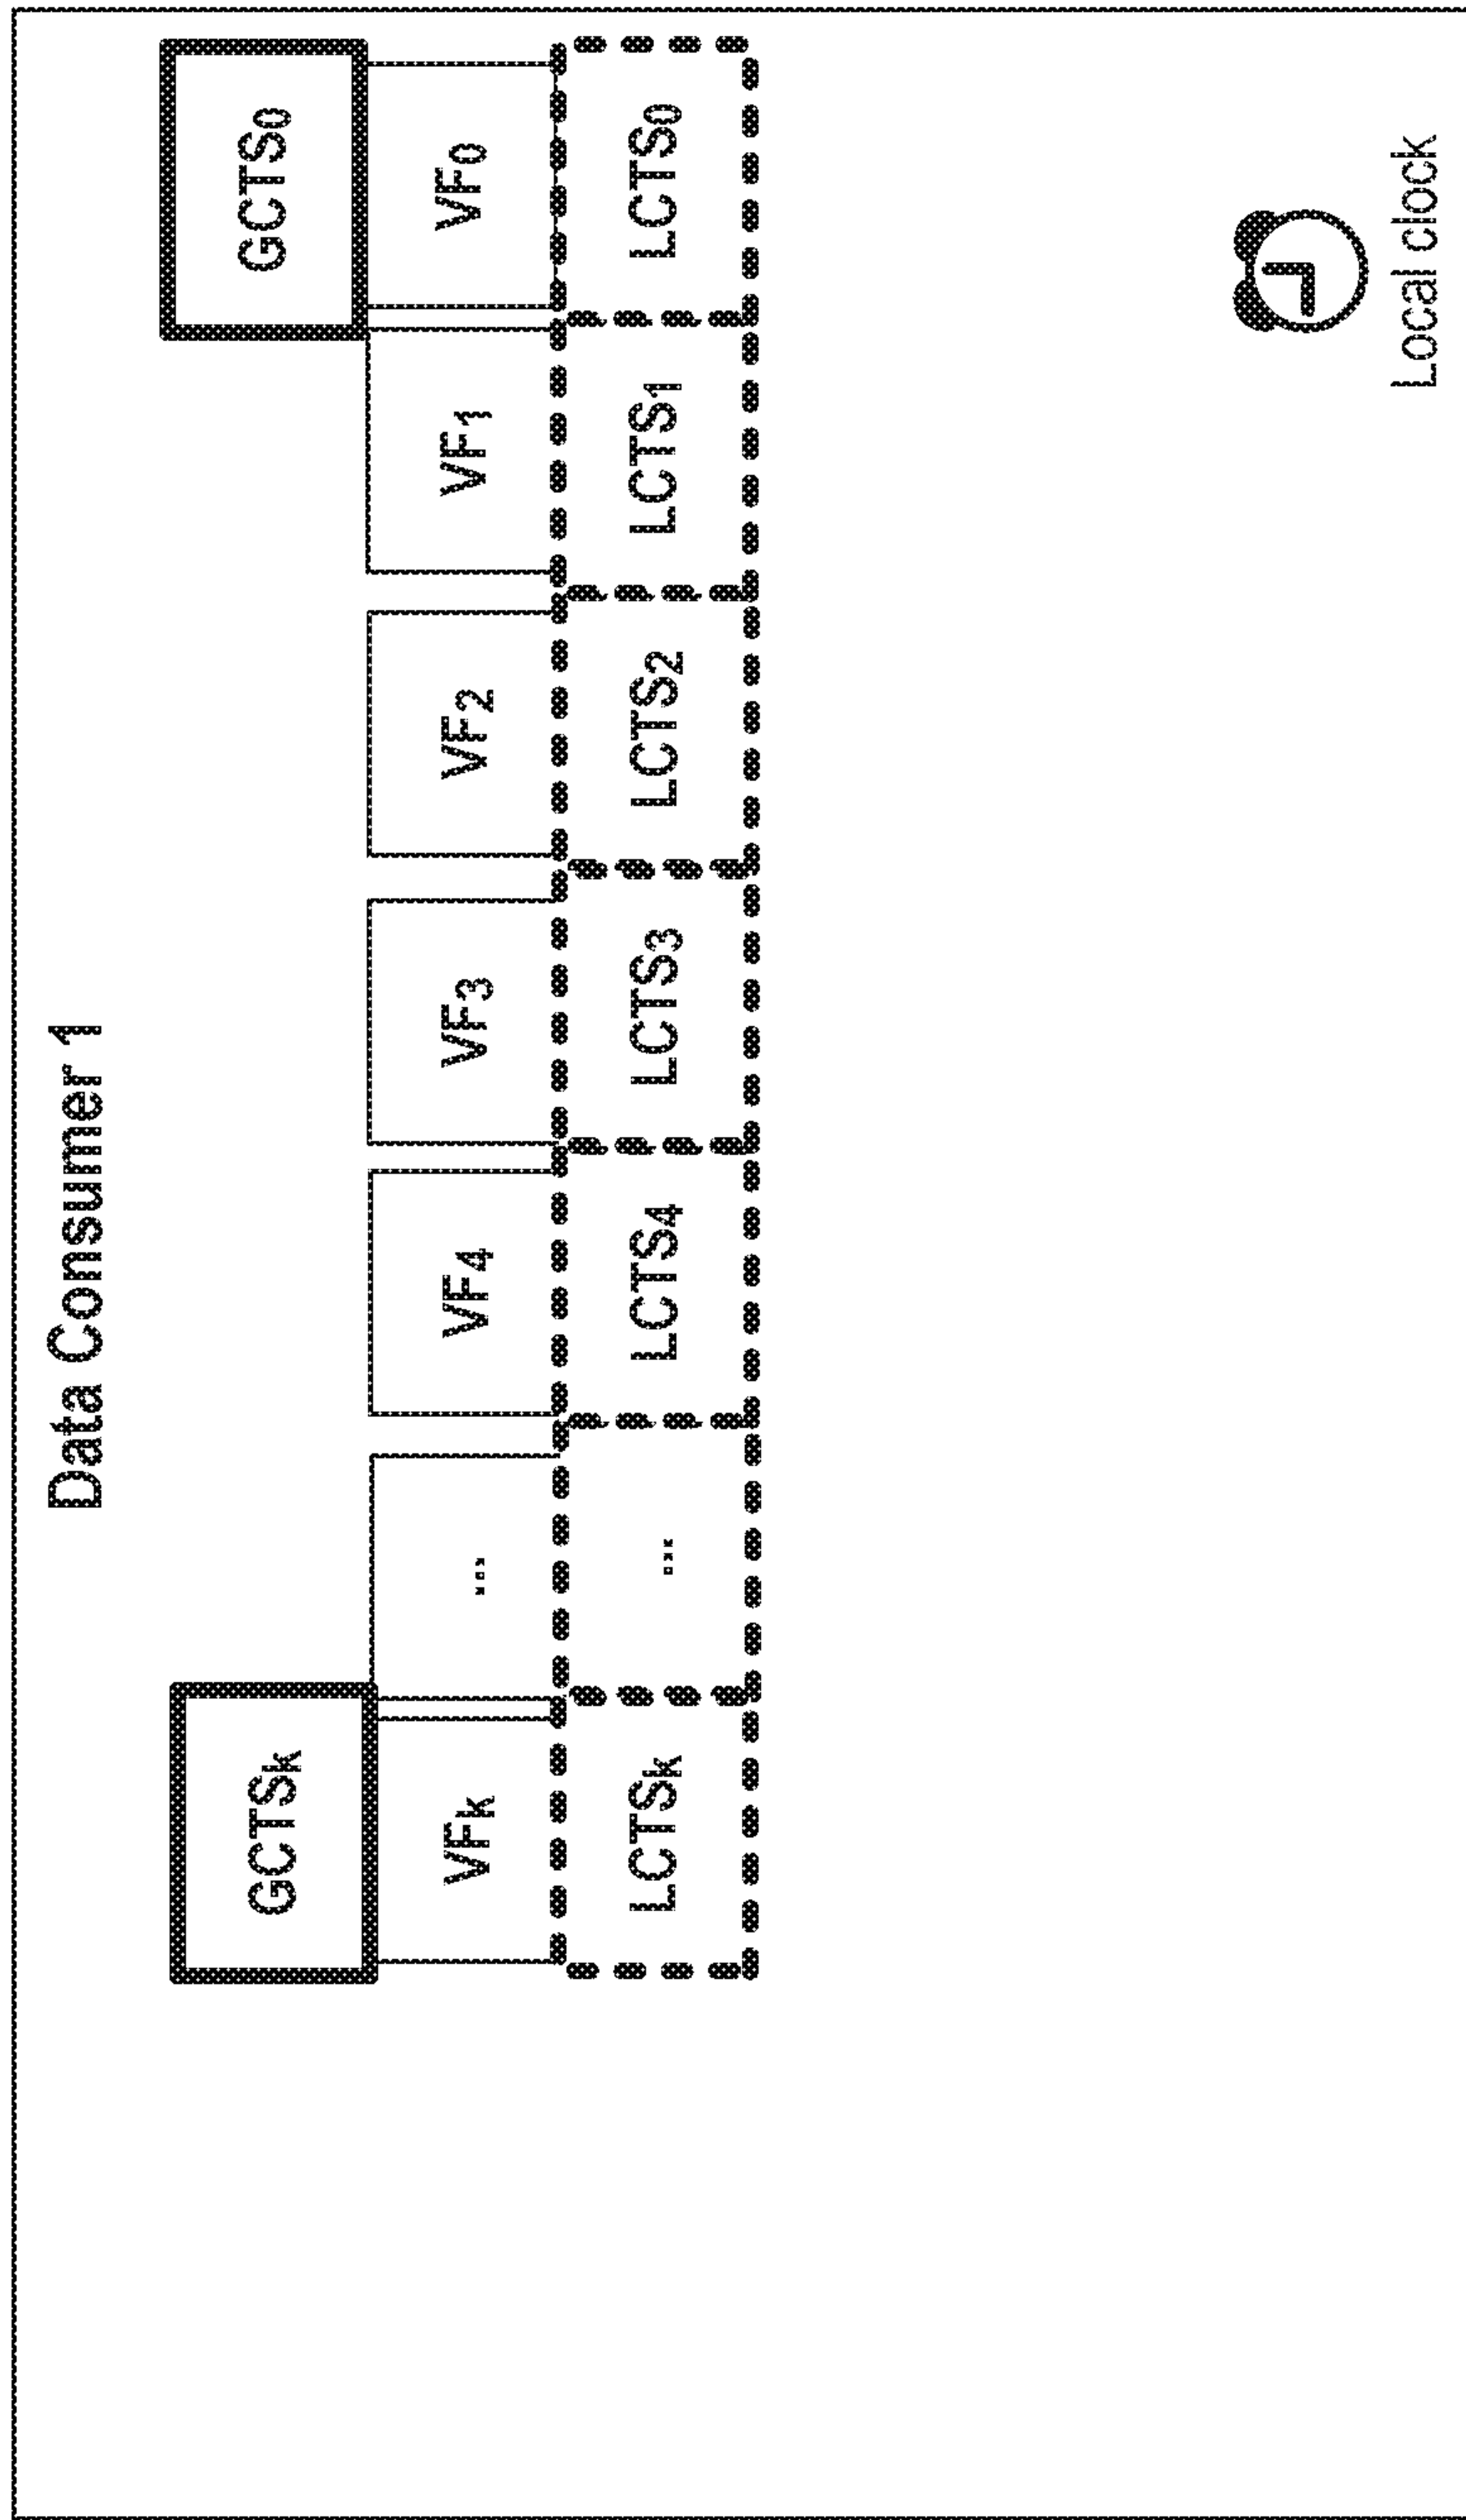 Data Consumer 1
GCTSk GCTS0
VFk ... VF4 VF3 VF2 VF1 VF0
LCTSk ... LCTS4 LCTS3 LCTS2 LCTS1 LCTS0
Local clock